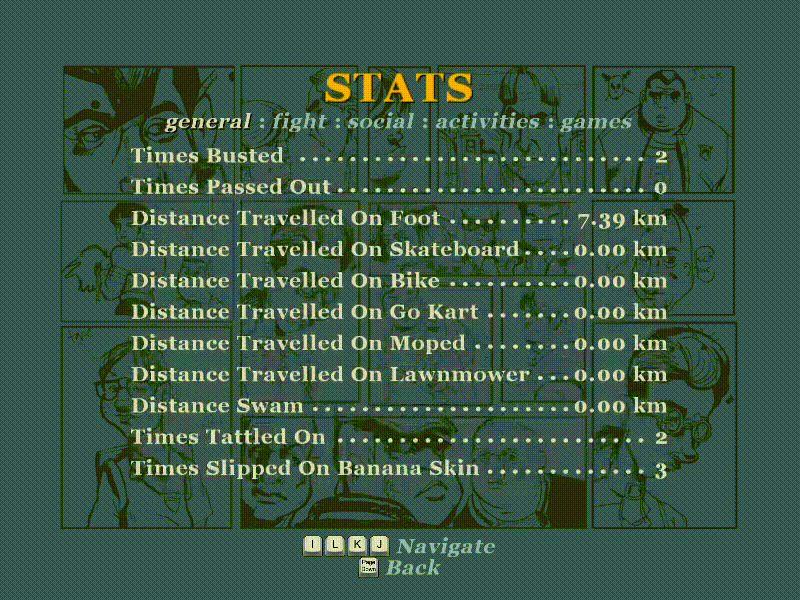 STATS
general : fight : social : activities : games
Times Busted ............................ 2
Times Passed Out ......................... 0
Distance Travelled On Foot .......... 7.39 km
Distance Travelled On Skateboard .... 0.00 km
Distance Travelled On Bike .......... 0.00 km
Distance Travelled On Go Kart ....... 0.00 km
Distance Travelled On Moped ........ 0.00 km
Distance Travelled On Lawnmower ... 0.00 km
Distance Swam ..................... 0.00 km
Times Tattled On ......................... 2
Times Slipped On Banana Skin ............. 3
I L K J Navigate
Page Down Back